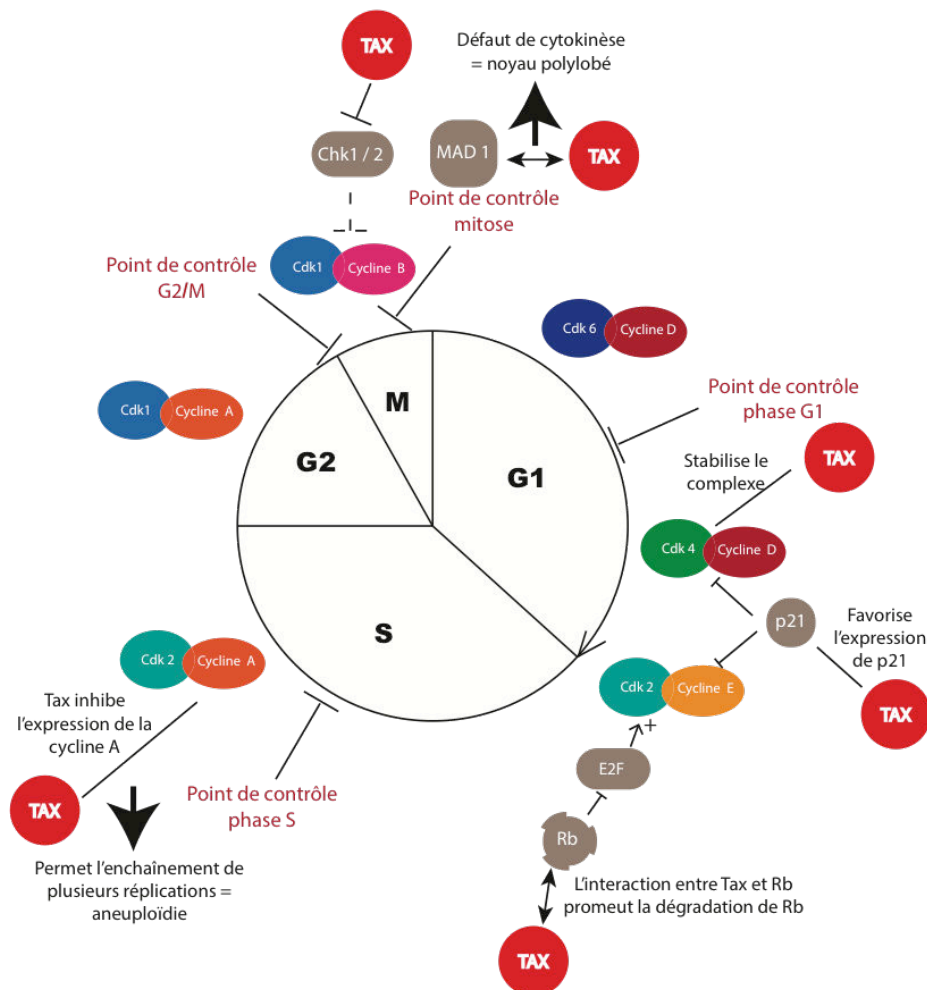 TAX
Défaut de cytokinèse
= noyau polylobé
Chk1 / 2
MAD 1
TAX
Point de contrôle
mitose
Cdk1
Cycline B
Point de contrôle
G2/M
Cdk 6
Cycline D
Cdk1
Cycline A
M
G2
G1
S
Point de contrôle
phase G1
TAX
Stabilise le
complexe
Cdk 4
Cycline D
p21
Favorise
l'expression
de p21
TAX
Cdk 2
Cycline E
+
E2F
Rb
L'interaction entre Tax et Rb
promeut la dégradation de Rb
TAX
Cdk 2
Cycline A
Tax inhibe
l'expression de la
cycline A
TAX
Point de contrôle
phase S
Permet l'enchaînement de
plusieurs réplications =
aneuploïdie